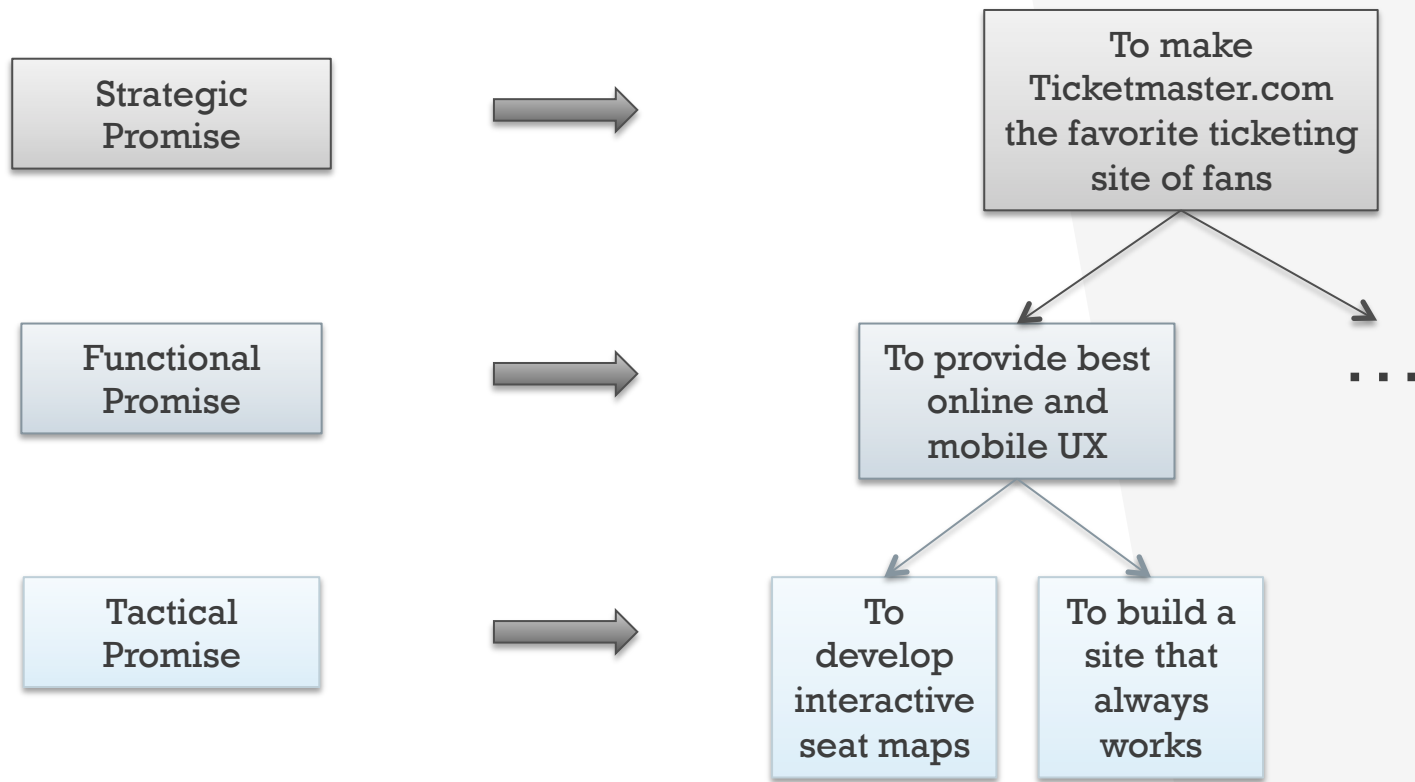 Strategic
Promise
To make
Ticketmaster.com
the favorite ticketing
site of fans
Functional
Promise
To provide best
online and
mobile UX
...
Tactical
Promise
To
develop
interactive
seat maps
To build a
site that
always
works